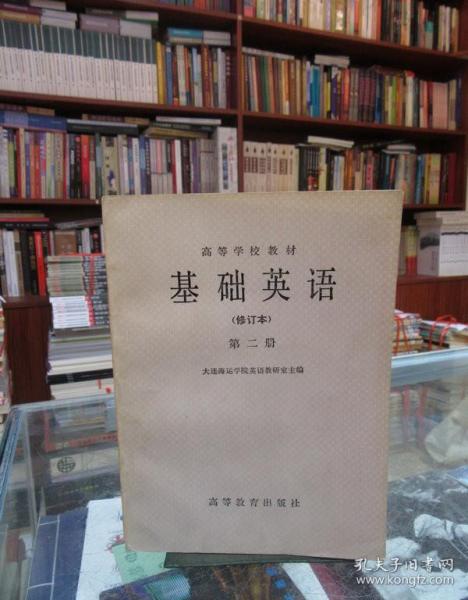 高等学校教材
基础英语
(修订本)
第二册
大连海运学院英语教研室主编
高等教育出版社
孔夫子旧书网
www.kongfz.com